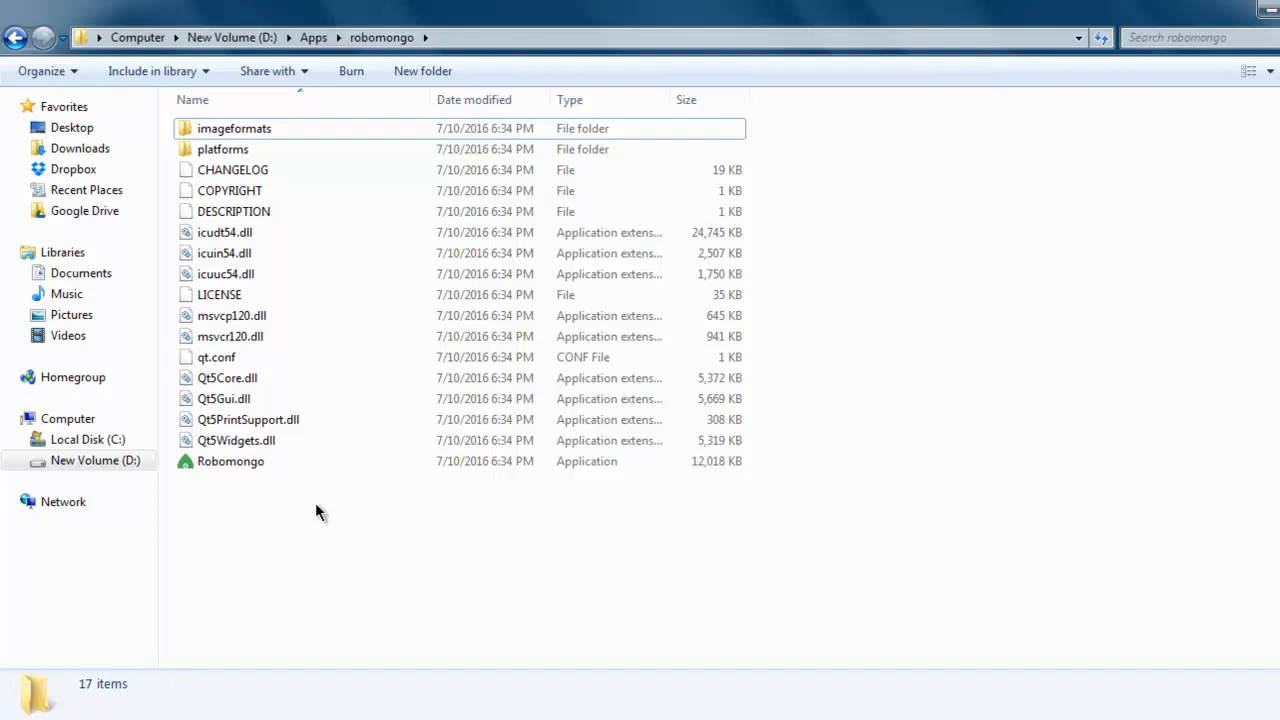 Computer New Volume (D:) Apps robomongo Search robomongo
Organize Include in library Share with Burn New folder
Favorites
Desktop
Downloads
Dropbox
Recent Places
Google Drive
Libraries
Documents
Music
Pictures
Videos
Homegroup
Computer
Local Disk (C:)
New Volume (D:)
Network
Name Date modified Type Size
imageformats 7/10/2016 6:34 PM File folder
platforms 7/10/2016 6:34 PM File folder
CHANGELOG 7/10/2016 6:34 PM File 19 KB
COPYRIGHT 7/10/2016 6:34 PM File 1 KB
DESCRIPTION 7/10/2016 6:34 PM File 1 KB
icudt54.dll 7/10/2016 6:34 PM Application extens... 24,745 KB
icuin54.dll 7/10/2016 6:34 PM Application extens... 2,507 KB
icuuc54.dll 7/10/2016 6:34 PM Application extens... 1,750 KB
LICENSE 7/10/2016 6:34 PM File 35 KB
msvcp120.dll 7/10/2016 6:34 PM Application extens... 645 KB
msvcr120.dll 7/10/2016 6:34 PM Application extens... 941 KB
qt.conf 7/10/2016 6:34 PM CONF File 1 KB
Qt5Core.dll 7/10/2016 6:34 PM Application extens... 5,372 KB
Qt5Gui.dll 7/10/2016 6:34 PM Application extens... 5,669 KB
Qt5PrintSupport.dll 7/10/2016 6:34 PM Application extens... 308 KB
Qt5Widgets.dll 7/10/2016 6:34 PM Application extens... 5,319 KB
Robomongo 7/10/2016 6:34 PM Application 12,018 KB
17 items